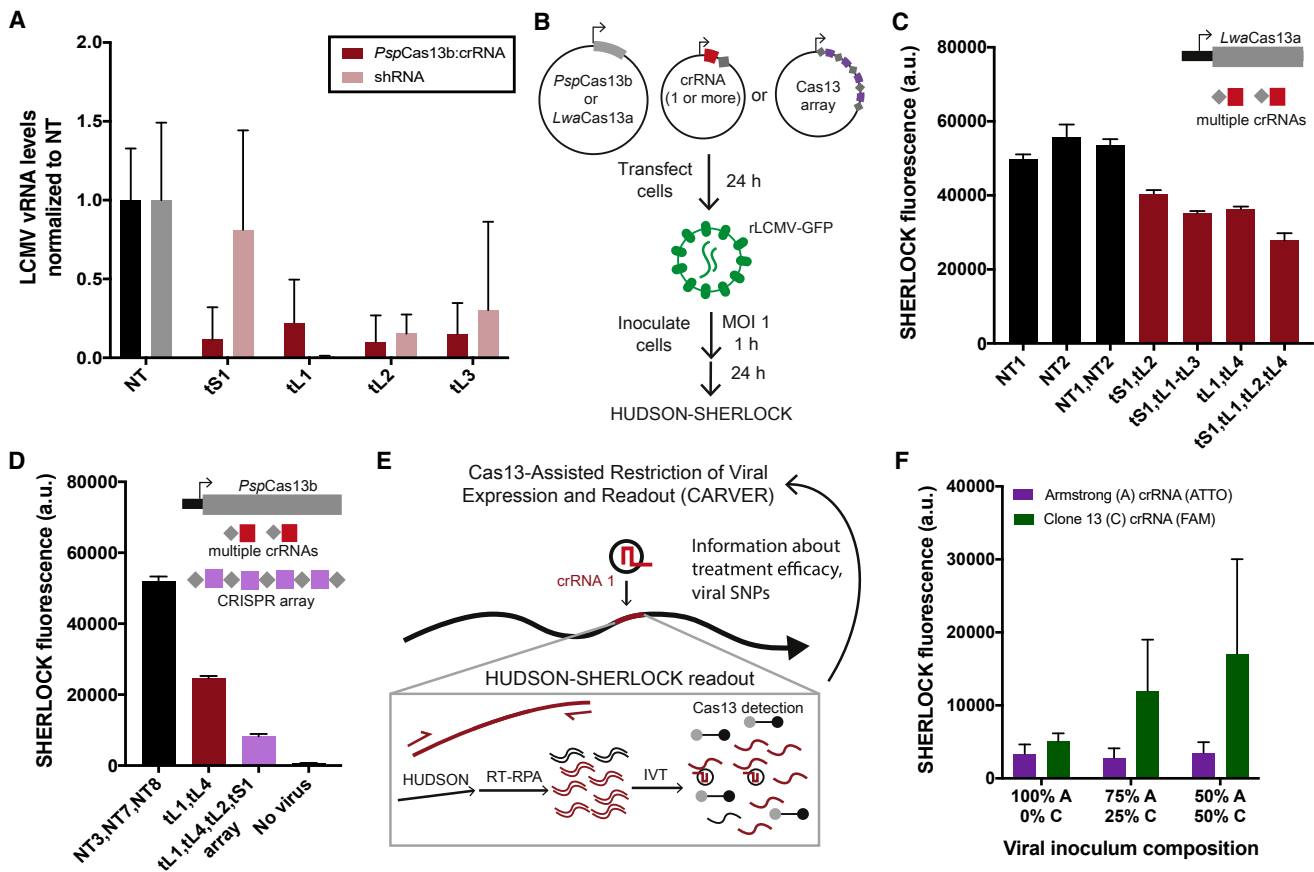 A
LCMV vRNA levels
normalized to NT
2.0
1.5
1.0
0.5
0.0
PspCas13b:crRNA
shRNA
NT
tS1
tL1
tL2
tL3
B
PspCas13b
or
LwaCas13a
crRNA
(1 or more)
or
Cas13
array
Transfect
cells
24 h
rLCMV-GFP
Inoculate
cells
MOI 1
1 h
24 h
HUDSON-SHERLOCK
C
SHERLOCK fluorescence (a.u.)
80000
60000
40000
20000
0
LwaCas13a
multiple crRNAs
NT1
NT2
NT1,NT2
tS1,tL2
tS1,tL1-tL3
tL1,tL4
tS1,tL1,tL2,tL4
D
SHERLOCK fluorescence (a.u.)
80000
60000
40000
20000
0
PspCas13b
multiple crRNAs
CRISPR array
NT3,NT7,NT8
tL1,tL4
tL1,tL4,tL2,tS1
array
No virus
E
Cas13-Assisted Restriction of Viral
Expression and Readout (CARVER)
crRNA 1
Information about
treatment efficacy,
viral SNPs
HUDSON-SHERLOCK readout
Cas13 detection
HUDSON
RT-RPA
IVT
F
SHERLOCK fluorescence (a.u.)
40000
30000
20000
10000
0
Armstrong (A) crRNA (ATTO)
Clone 13 (C) crRNA (FAM)
100% A
0% C
75% A
25% C
50% A
50% C
Viral inoculum composition